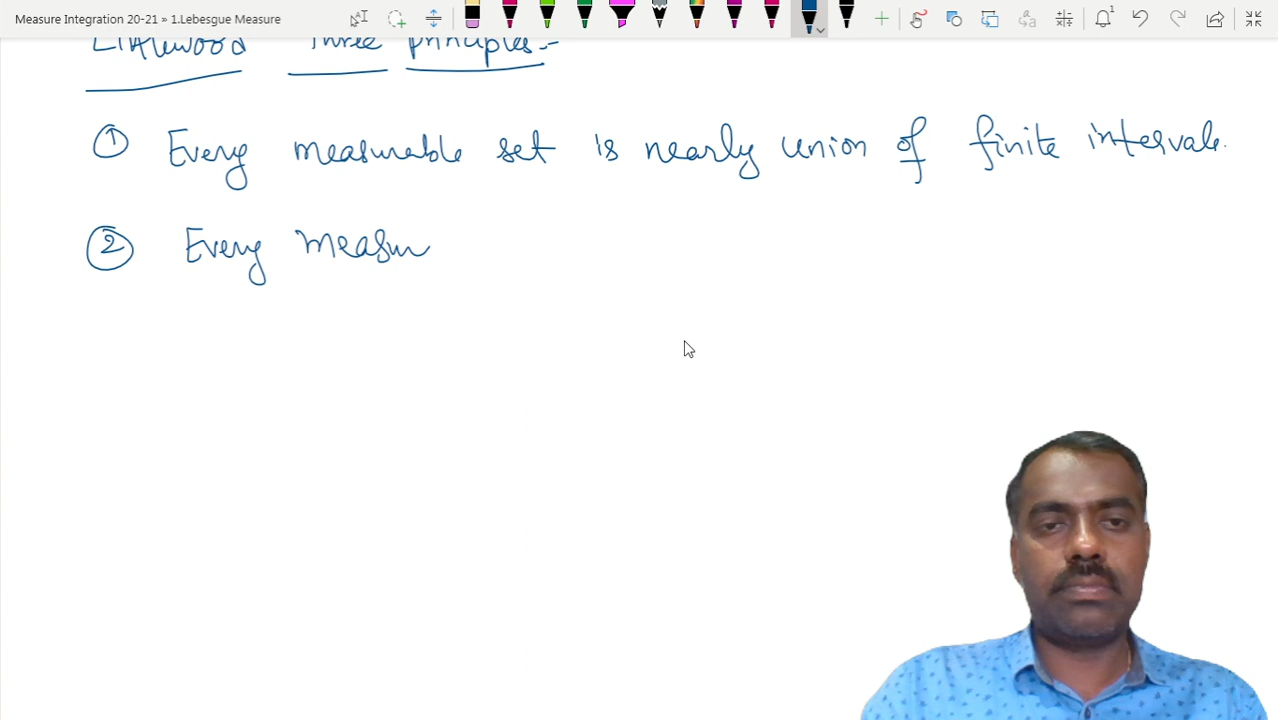 Measure Integration 20-21 » 1.Lebesgue Measure
Littlewood Three principles:-
① Every measurable set is nearly union of finite intervals.
② Every measu